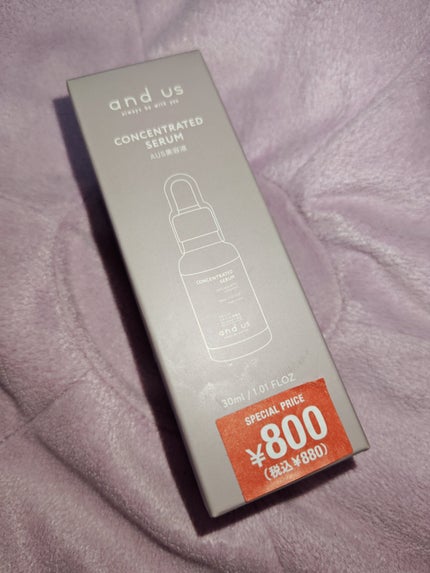 and us
always be with you
CONCENTRATED
SERUM
AUS美容液
CONCENTRATED
SERUM
and us
30ml / 1.01 FL.OZ
SPECIAL PRICE
¥800
(税込¥880)